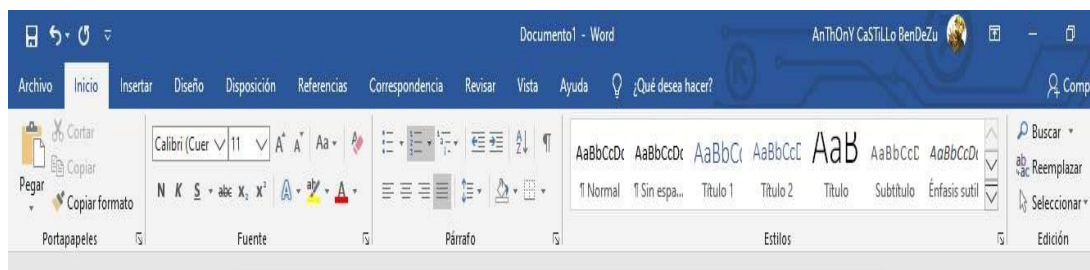 Documento1 - Word AnThOnY CaSTiLLo BenDeZu
Archivo Inicio Insertar Diseño Disposición Referencias Correspondencia Revisar Vista Ayuda ¿Qué desea hacer? Comp
Pegar
Cortar
Copiar
Copiar formato
Portapapeles
Calibri (Cuer 11 A A Aa
N K S abc X₂ X² A ab A
Fuente
Párrafo
AaBbCcDc AaBbCcDc AaBbC( AaBbCcE AaB AaBbCcD AaBbCcDc
¶ Normal ¶ Sin espa... Título 1 Título 2 Título Subtítulo Énfasis sutil
Estilos
Buscar
Reemplazar
Seleccionar
Edición